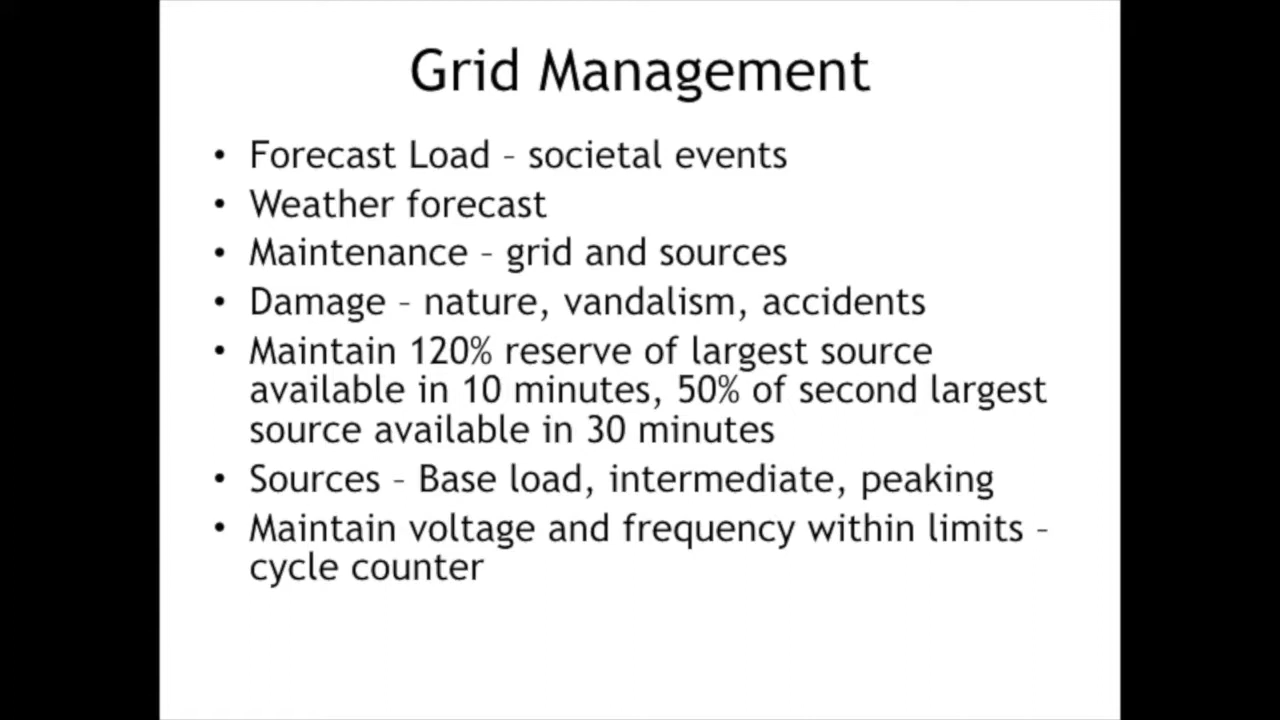 Grid Management
• Forecast Load – societal events
• Weather forecast
• Maintenance – grid and sources
• Damage – nature, vandalism, accidents
• Maintain 120% reserve of largest source
available in 10 minutes, 50% of second largest
source available in 30 minutes
• Sources – Base load, intermediate, peaking
• Maintain voltage and frequency within limits –
cycle counter